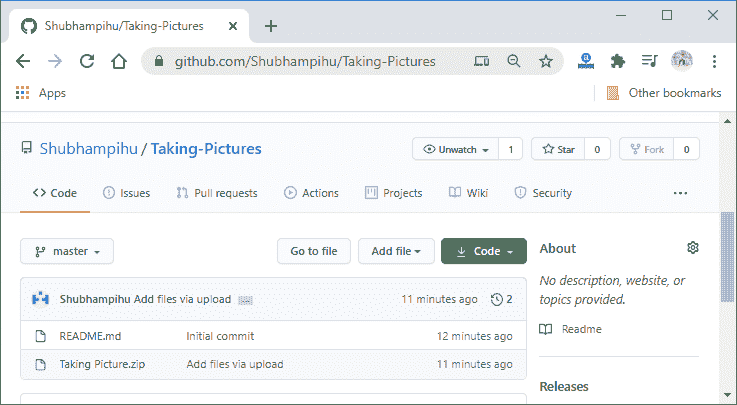 Shubhampihu/Taking-Pictures
github.com/Shubhampihu/Taking-Pictures
Apps Other bookmarks
Shubhampihu / Taking-Pictures Unwatch 1 Star 0 Fork 0
Code Issues Pull requests Actions Projects Wiki Security
master Go to file Add file Code About
Shubhampihu Add files via upload 11 minutes ago 2
No description, website, or
topics provided.
README.md Initial commit 12 minutes ago
Readme
Taking Picture.zip Add files via upload 11 minutes ago
Releases